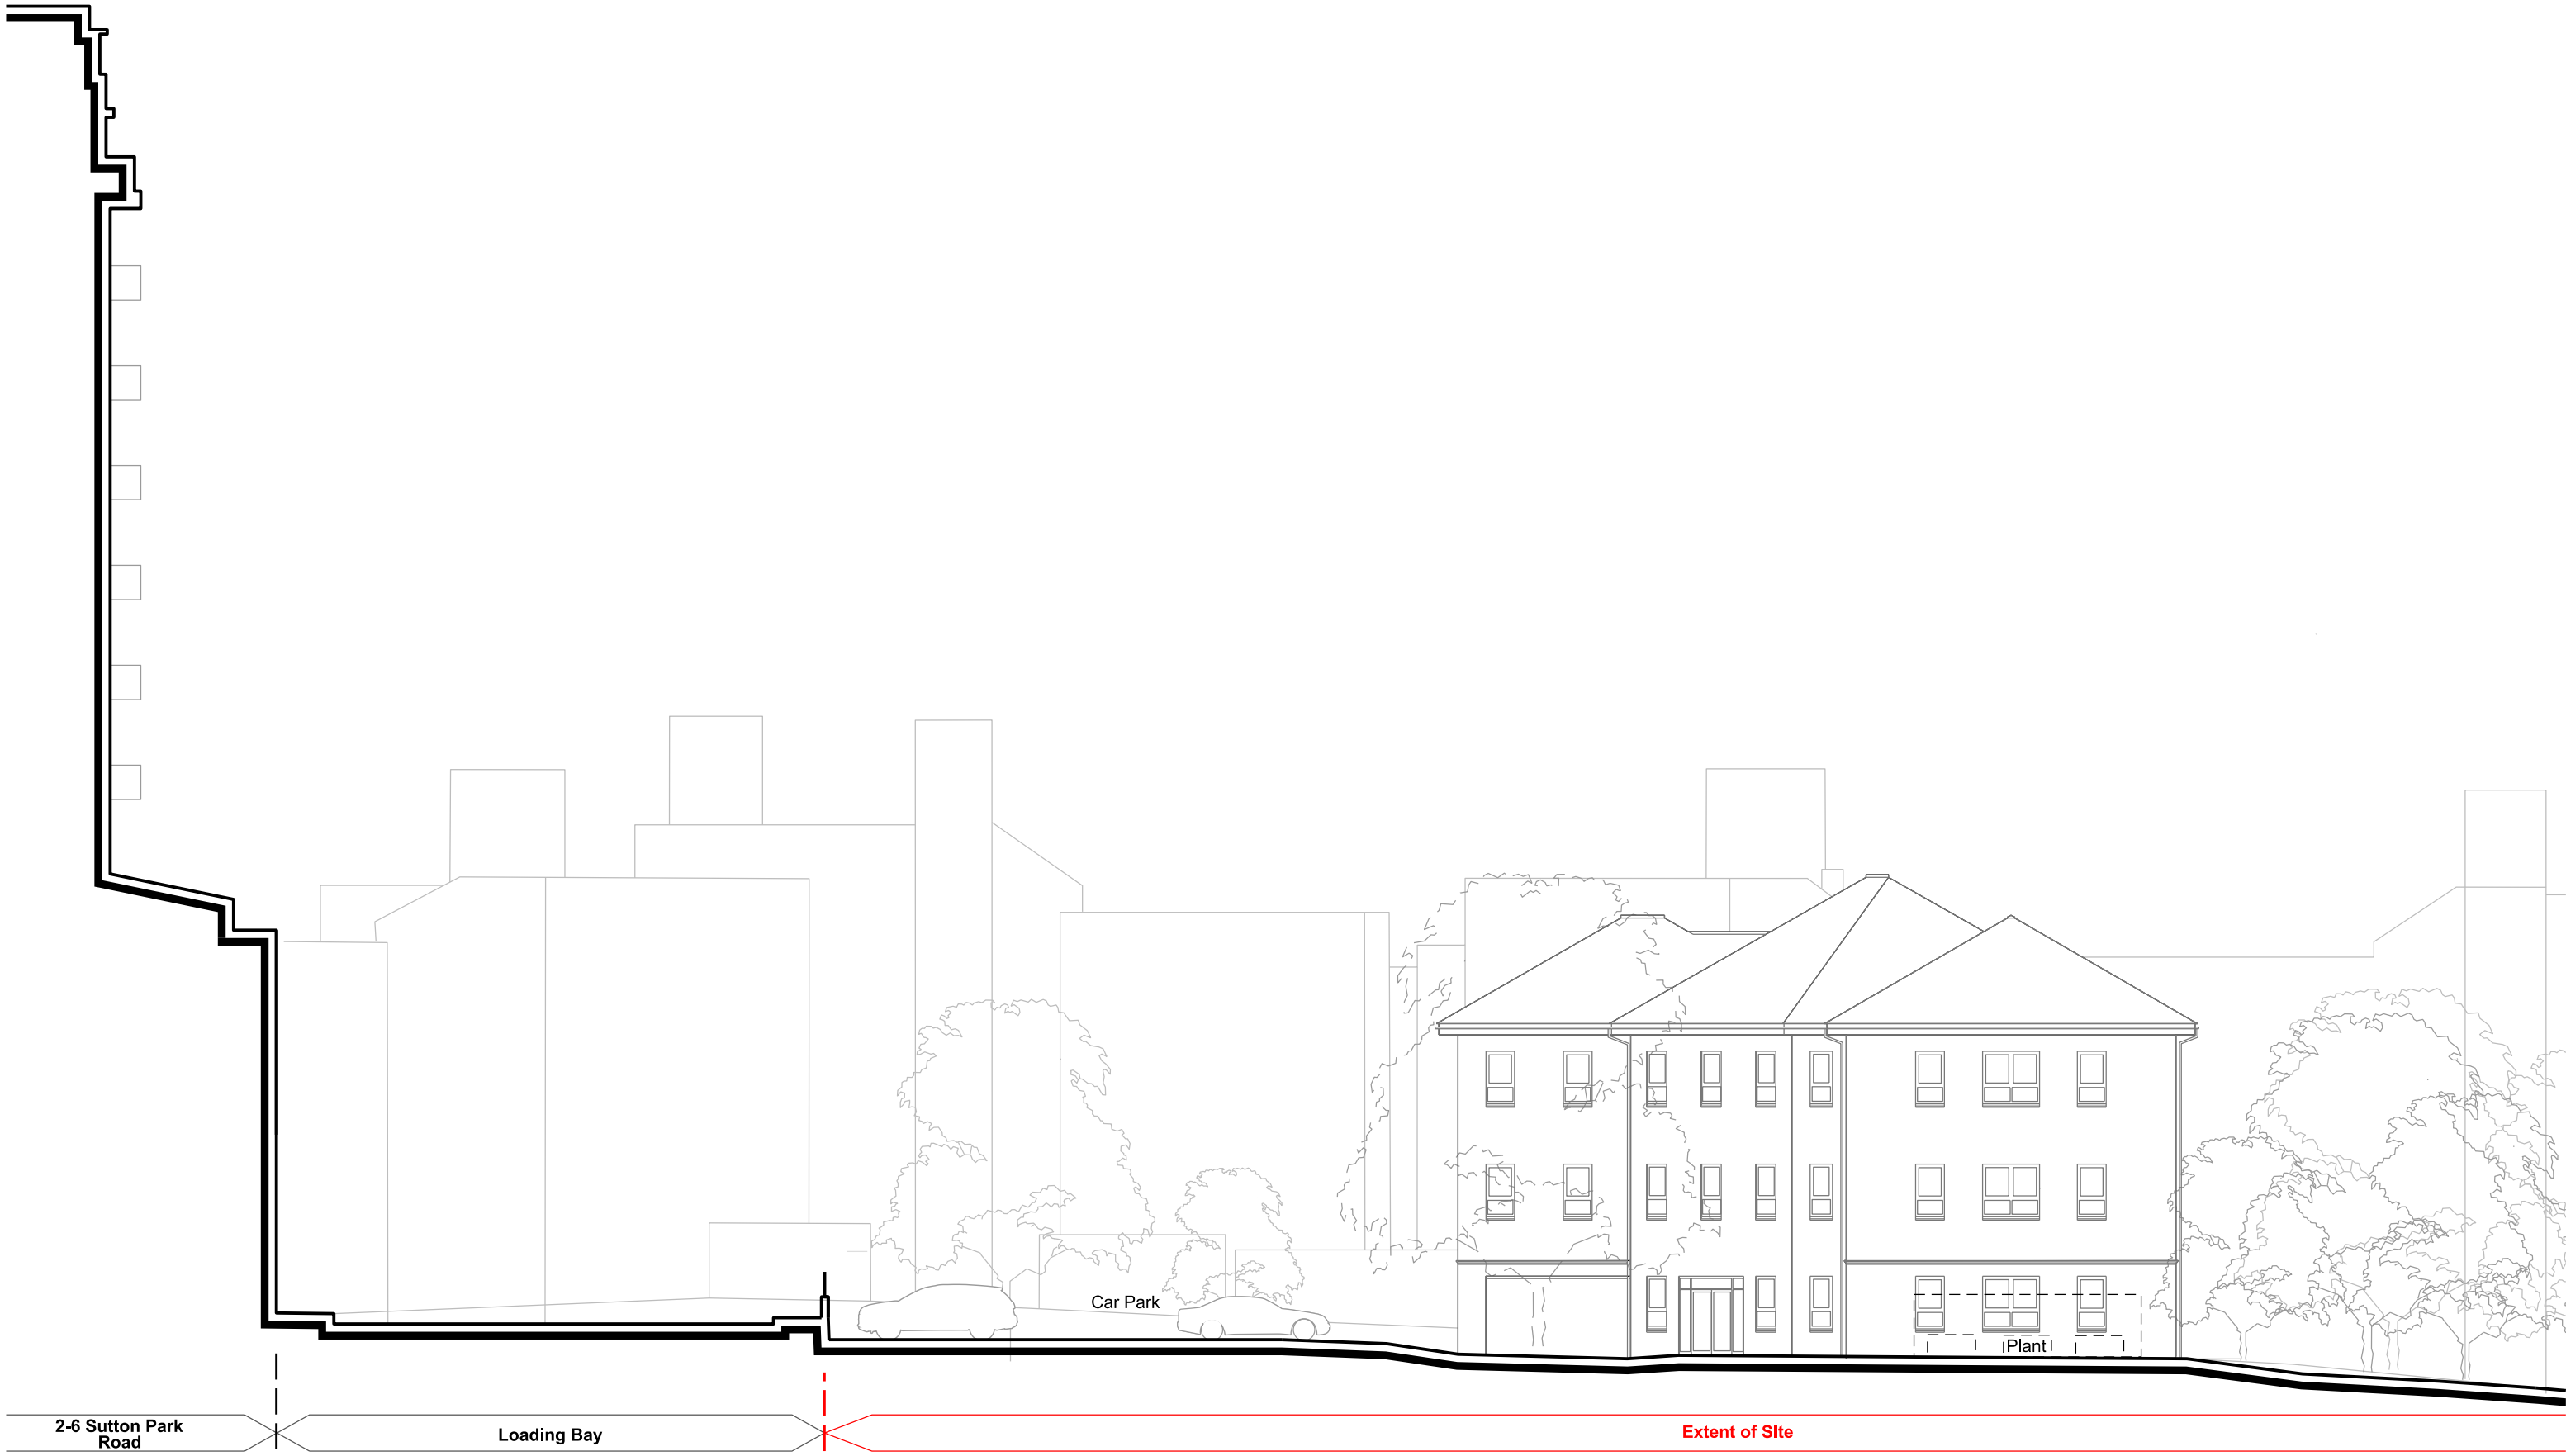 Car Park
Plant
2-6 Sutton Park
Road
Loading Bay
Extent of SIte